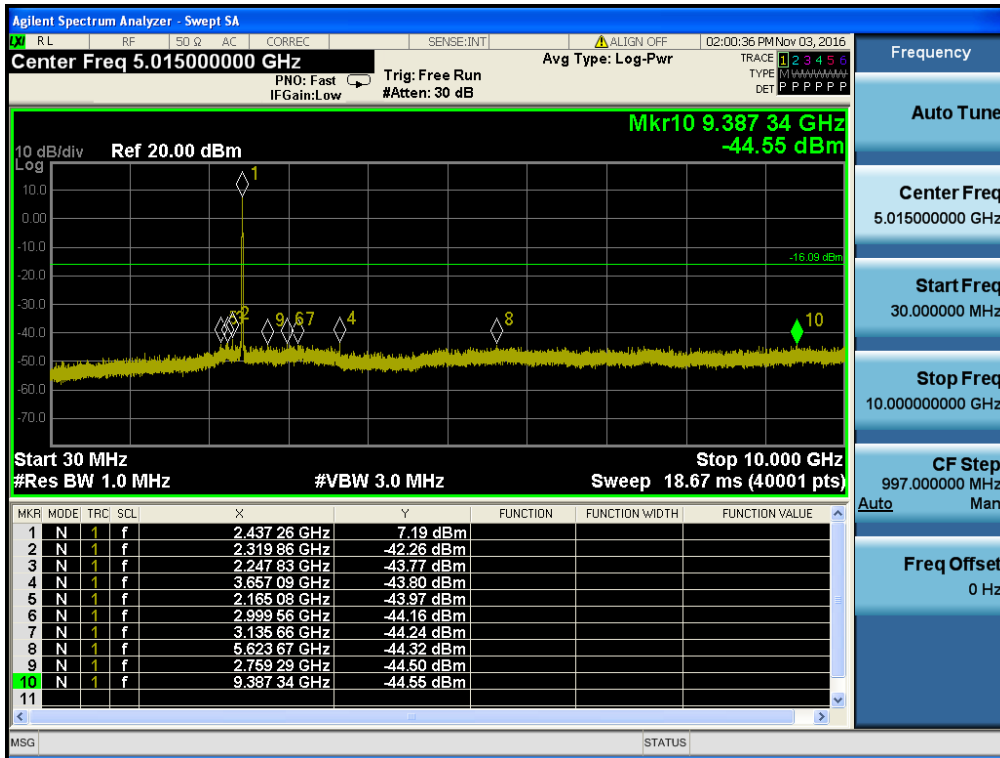 Agilent Spectrum Analyzer - Swept SA
LXI RL RF 50 Ω AC CORREC SENSE:INT ALIGN OFF 02:00:36 PM Nov 03, 2016
Center Freq 5.015000000 GHz
PNO: Fast
IFGain:Low
Trig: Free Run
#Atten: 30 dB
Avg Type: Log-Pwr
TRACE 1 2 3 4 5 6
TYPE M
DET P P P P P P
Mkr10 9.387 34 GHz
-44.55 dBm
10 dB/div Ref 20.00 dBm
Log
10.0
0.00
-10.0
-20.0
-30.0
-40.0
-50.0
-60.0
-70.0
1
-16.09 dBm
2
9
6
7
4
8
10
Start 30 MHz Stop 10.000 GHz
#Res BW 1.0 MHz #VBW 3.0 MHz Sweep 18.67 ms (40001 pts)
MKR MODE TRC SCL X Y FUNCTION FUNCTION WIDTH FUNCTION VALUE
1 N 1 f 2.437 26 GHz 7.19 dBm
2 N 1 f 2.319 86 GHz -42.26 dBm
3 N 1 f 2.247 83 GHz -43.77 dBm
4 N 1 f 3.657 09 GHz -43.80 dBm
5 N 1 f 2.165 08 GHz -43.97 dBm
6 N 1 f 2.999 56 GHz -44.16 dBm
7 N 1 f 3.135 66 GHz -44.24 dBm
8 N 1 f 5.623 67 GHz -44.32 dBm
9 N 1 f 2.759 29 GHz -44.50 dBm
10 N 1 f 9.387 34 GHz -44.55 dBm
11
MSG STATUS
Frequency
Auto Tune
Center Freq
5.015000000 GHz
Start Freq
30.000000 MHz
Stop Freq
10.000000000 GHz
CF Step
997.000000 MHz
Auto Man
Freq Offset
0 Hz